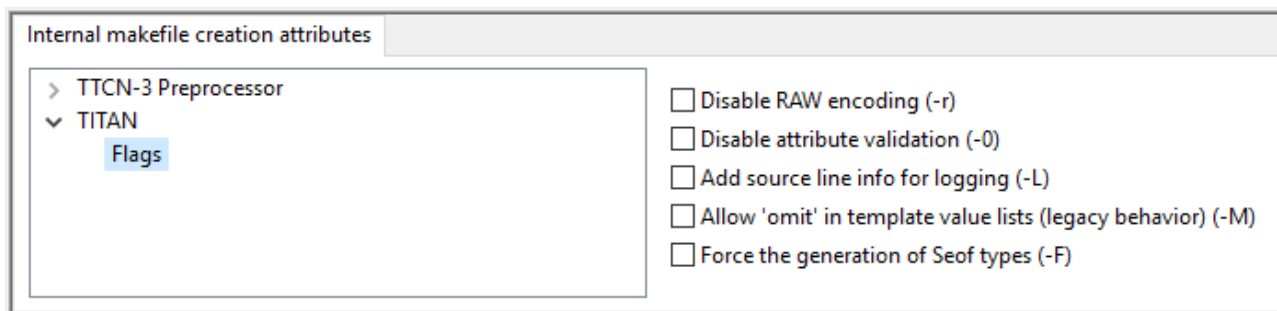 Internal makefile creation attributes
TTCN-3 Preprocessor
TITAN
Flags
Disable RAW encoding (-r)
Disable attribute validation (-0)
Add source line info for logging (-L)
Allow 'omit' in template value lists (legacy behavior) (-M)
Force the generation of Seof types (-F)